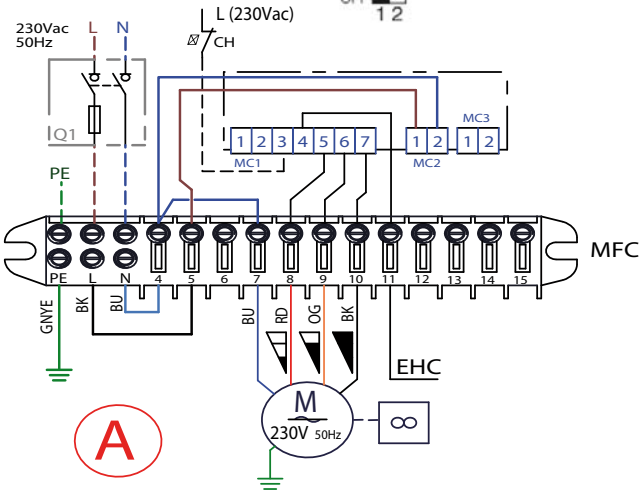 1 2
L (230Vac)
230Vac
50Hz
L N
CH
Q1
MC3
1 2 3 4 5 6 7
1 2
1 2
MC1
MC2
PE
MFC
PE L N 4 5 6 7 8 9 10 11 12 13 14 15
GNYE
BK
BU
BU
RD
OG
BK
EHC
M
230V 50Hz
A